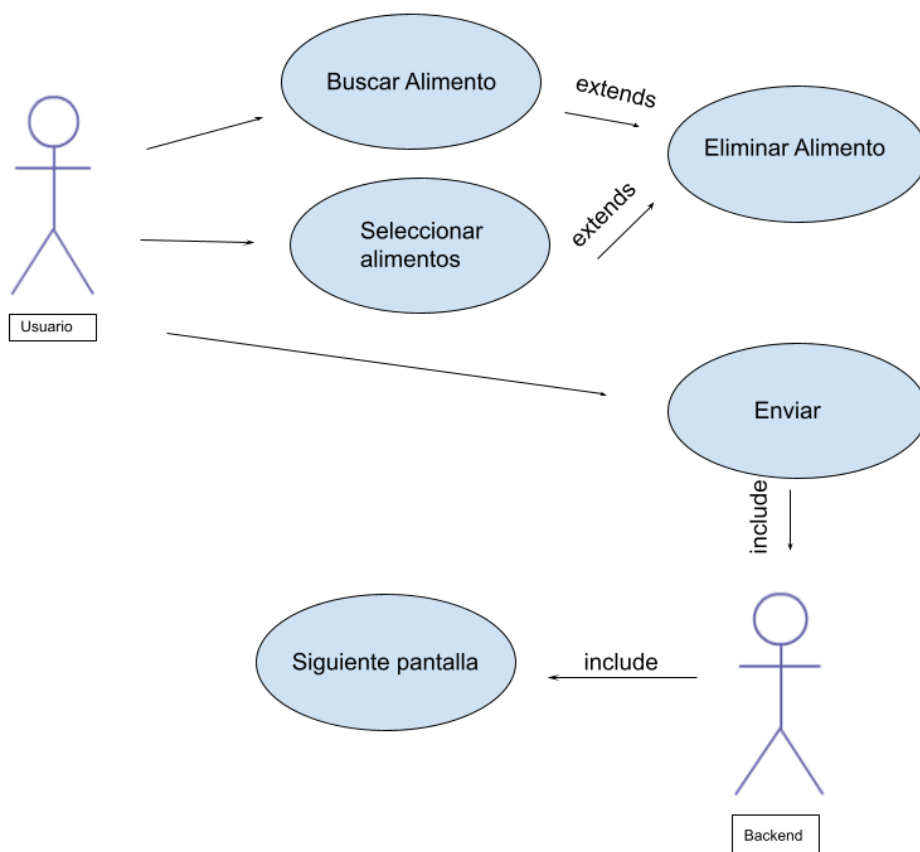 Buscar Alimento
extends
Eliminar Alimento
Seleccionar
alimentos
extends
Usuario
Enviar
include
Siguiente pantalla
include
Backend